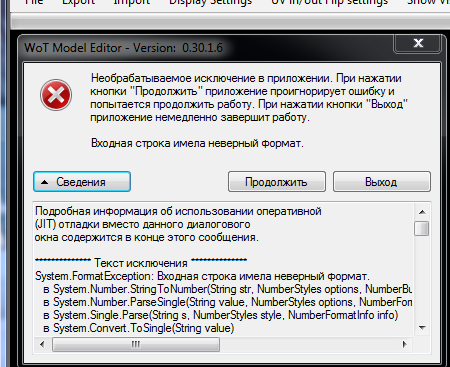 File Export Import Display Settings UV in/out Flip settings Show
WoT Model Editor - Version: 0.30.1.6
Необрабатываемое исключение в приложении. При нажатии
кнопки "Продолжить" приложение проигнорирует ошибку и
попытается продолжить работу. При нажатии кнопки "Выход"
приложение немедленно завершит работу.
Входная строка имела неверный формат.
Сведения Продолжить Выход
Подробная информация об использовании оперативной
(JIT) отладки вместо данного диалогового
окна содержится в конце этого сообщения.
************** Текст исключения **************
System.FormatException: Входная строка имела неверный формат.
в System.Number.StringToNumber(String str, NumberStyles options, NumberBu
в System.Number.ParseSingle(String value, NumberStyles options, NumberFor
в System.Single.Parse(String s, NumberStyles style, NumberFormatInfo info)
в System.Convert.ToSingle(String value)